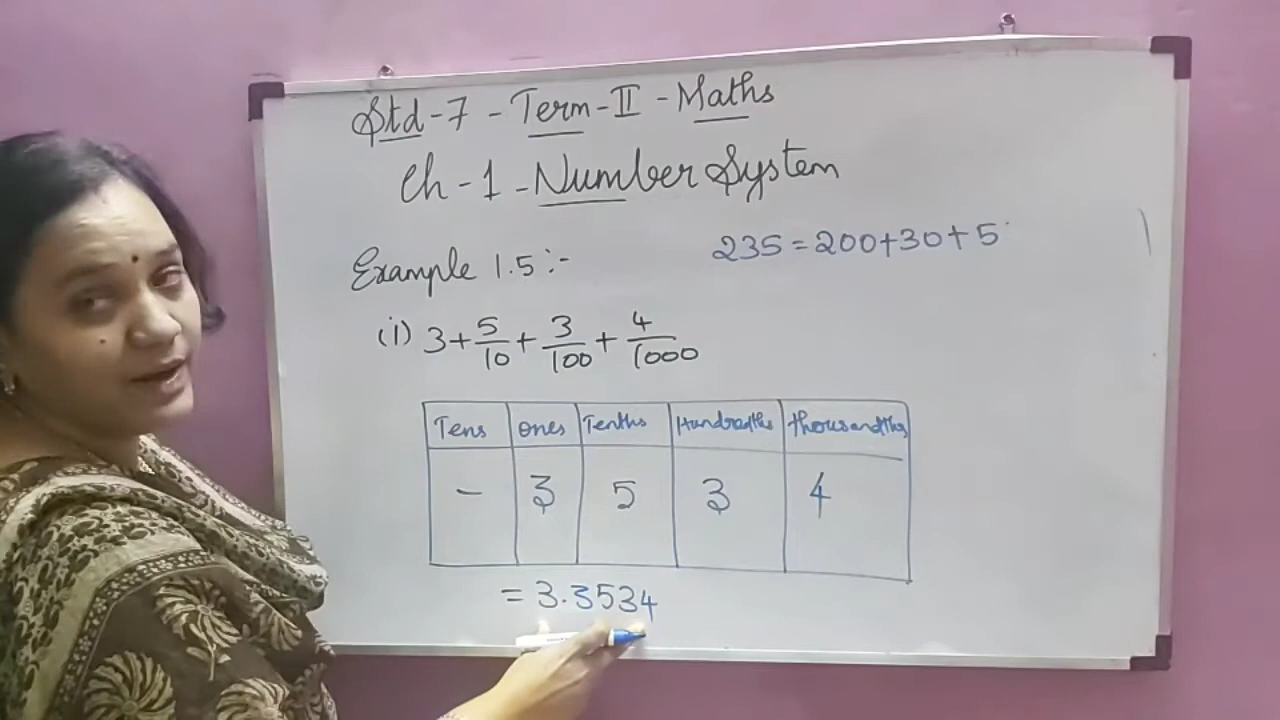 Std-7 - Term-II - Maths
Ch-1-Number System
235 = 200+30+5
Example 1.5:-
(i) 3+5/10+3/100+4/1000
Tens ones Tenths Hundredths thousandths
- 3 5 3 4
= 3.3534